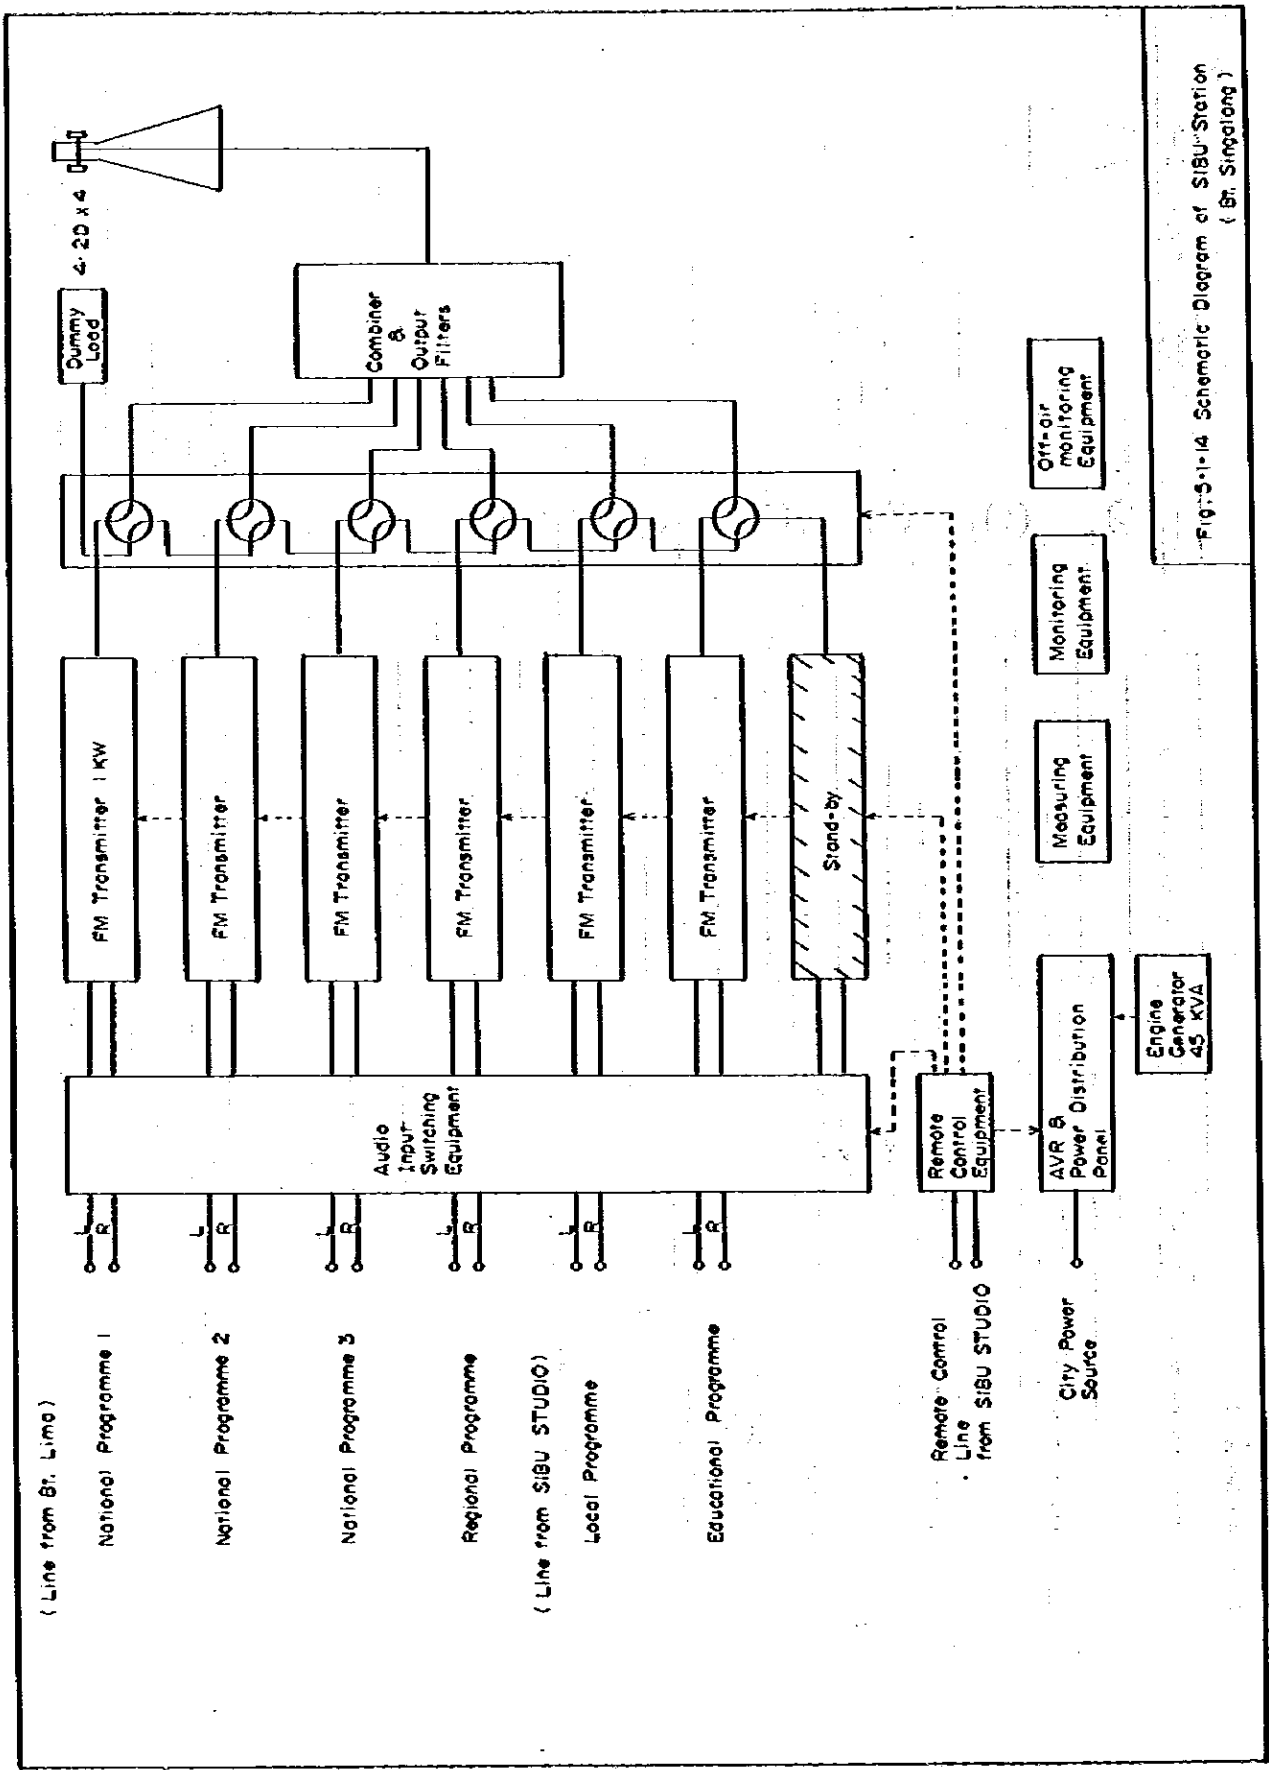 ( Line from Bt. Lima )
National Programme 1
National Programme 2
National Programme 3
Regional Programme
( Line from SIBU STUDIO )
Local Programme
Educational Programme
Remote Control
Line
from SIBU STUDIO
City Power
Source
L
R
L
R
L
R
L
R
L
R
L
R
Audio
Input
Switching
Equipment
Remote
Control
Equipment
AVR &
Power Distribution
Panel
Engine
Generator
45 KVA
FM Transmitter 1 KW
FM Transmitter
FM Transmitter
FM Transmitter
FM Transmitter
FM Transmitter
Stand-by
Measuring
Equipment
Monitoring
Equipment
Off-air
monitoring
Equipment
Dummy
Load
4. 2D x 4
Combiner
&
Output
Filters
Fig. 5-1-14 Schematic Diagram of SIBU Station
( Bt. Singalang )